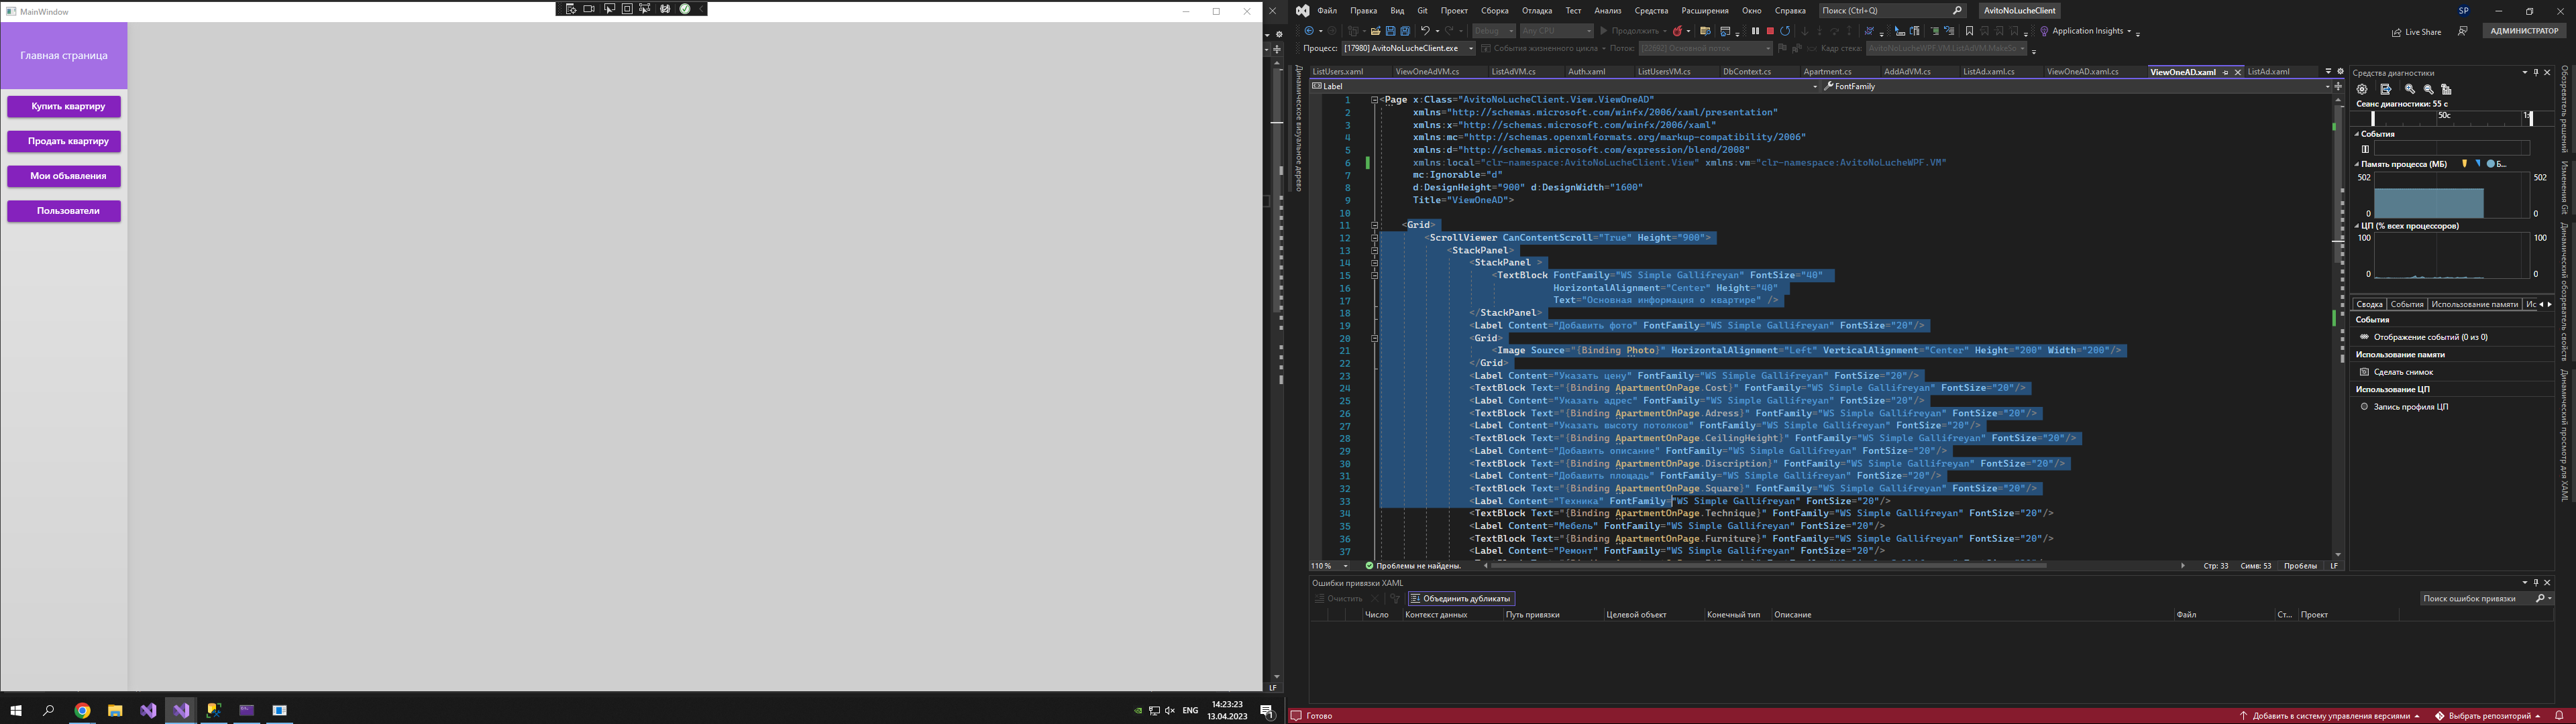 MainWindow
Главная страница
Купить квартиру
Продать квартиру
Мои объявления
Пользователи
LF
ENG
14:23:23
13.04.2023
Файл Правка Вид Git Проект Сборка Отладка Тест Анализ Средства Расширения Окно Справка Поиск (Ctrl+Q) AvitoNoLucheClient SP
Debug Any CPU Продолжить Application Insights Live Share АДМИНИСТРАТОР
Процесс: [17980] AvitoNoLucheClient.exe События жизненного цикла Поток: [22692] Основной поток Кадр стека: AvitoNoLucheWPF.VM.ListAdVM.MakeSo
ListUsers.xaml ViewOneAdVM.cs ListAdVM.cs Auth.xaml ListUsersVM.cs DbContext.cs Apartment.cs AddAdVM.cs ListAd.xaml.cs ViewOneAD.xaml.cs ViewOneAD.xaml ListAd.xaml
Label FontFamily
Динамическое визуальное дерево
1 <Page x:Class="AvitoNoLucheClient.View.ViewOneAD"
2 xmlns="http://schemas.microsoft.com/winfx/2006/xaml/presentation"
3 xmlns:x="http://schemas.microsoft.com/winfx/2006/xaml"
4 xmlns:mc="http://schemas.openxmlformats.org/markup-compatibility/2006"
5 xmlns:d="http://schemas.microsoft.com/expression/blend/2008"
6 xmlns:local="clr-namespace:AvitoNoLucheClient.View" xmlns:vm="clr-namespace:AvitoNoLucheWPF.VM"
7 mc:Ignorable="d"
8 d:DesignHeight="900" d:DesignWidth="1600"
9 Title="ViewOneAD">
10
11 <Grid>
12 <ScrollViewer CanContentScroll="True" Height="900">
13 <StackPanel>
14 <StackPanel >
15 <TextBlock FontFamily="WS Simple Gallifreyan" FontSize="40"
16 HorizontalAlignment="Center" Height="40"
17 Text="Основная информация о квартире" />
18 </StackPanel>
19 <Label Content="Добавить фото" FontFamily="WS Simple Gallifreyan" FontSize="20"/>
20 <Grid>
21 <Image Source="{Binding Photo}" HorizontalAlignment="Left" VerticalAlignment="Center" Height="200" Width="200"/>
22 </Grid>
23 <Label Content="Указать цену" FontFamily="WS Simple Gallifreyan" FontSize="20"/>
24 <TextBlock Text="{Binding ApartmentOnPage.Cost}" FontFamily="WS Simple Gallifreyan" FontSize="20"/>
25 <Label Content="Указать адрес" FontFamily="WS Simple Gallifreyan" FontSize="20"/>
26 <TextBlock Text="{Binding ApartmentOnPage.Adress}" FontFamily="WS Simple Gallifreyan" FontSize="20"/>
27 <Label Content="Указать высоту потолков" FontFamily="WS Simple Gallifreyan" FontSize="20"/>
28 <TextBlock Text="{Binding ApartmentOnPage.CeilingHeight}" FontFamily="WS Simple Gallifreyan" FontSize="20"/>
29 <Label Content="Добавить описание" FontFamily="WS Simple Gallifreyan" FontSize="20"/>
30 <TextBlock Text="{Binding ApartmentOnPage.Discription}" FontFamily="WS Simple Gallifreyan" FontSize="20"/>
31 <Label Content="Добавить площадь" FontFamily="WS Simple Gallifreyan" FontSize="20"/>
32 <TextBlock Text="{Binding ApartmentOnPage.Square}" FontFamily="WS Simple Gallifreyan" FontSize="20"/>
33 <Label Content="Техника" FontFamily="WS Simple Gallifreyan" FontSize="20"/>
34 <TextBlock Text="{Binding ApartmentOnPage.Technique}" FontFamily="WS Simple Gallifreyan" FontSize="20"/>
35 <Label Content="Мебель" FontFamily="WS Simple Gallifreyan" FontSize="20"/>
36 <TextBlock Text="{Binding ApartmentOnPage.Furniture}" FontFamily="WS Simple Gallifreyan" FontSize="20"/>
37 <Label Content="Ремонт" FontFamily="WS Simple Gallifreyan" FontSize="20"/>
110 % Проблемы не найдены. Стр: 33 Симв: 53 Пробелы LF
Ошибки привязки XAML
Очистить Объединить дубликаты Поиск ошибок привязки
Число Контекст данных Путь привязки Целевой объект Конечный тип Описание Файл Ст... Проект
Средства диагностики
Сеанс диагностики: 55 с
50с
События
Память процесса (МБ) Б...
502 502
0 0
ЦП (% всех процессоров)
100 100
0 0
Сводка События Использование памяти Ис
События
Отображение событий (0 из 0)
Использование памяти
Сделать снимок
Использование ЦП
Запись профиля ЦП
Обозреватель решений
Изменения Git
Динамический обозреватель свойств
Динамический просмотр для XAML
Готово Добавить в систему управления версиями Выбрать репозиторий